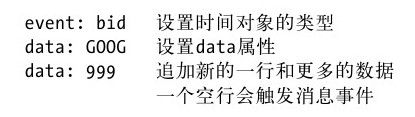 event: bid 设置时间对象的类型
data: GOOG 设置data属性
data: 999 追加新的一行和更多的数据
一个空行会触发消息事件